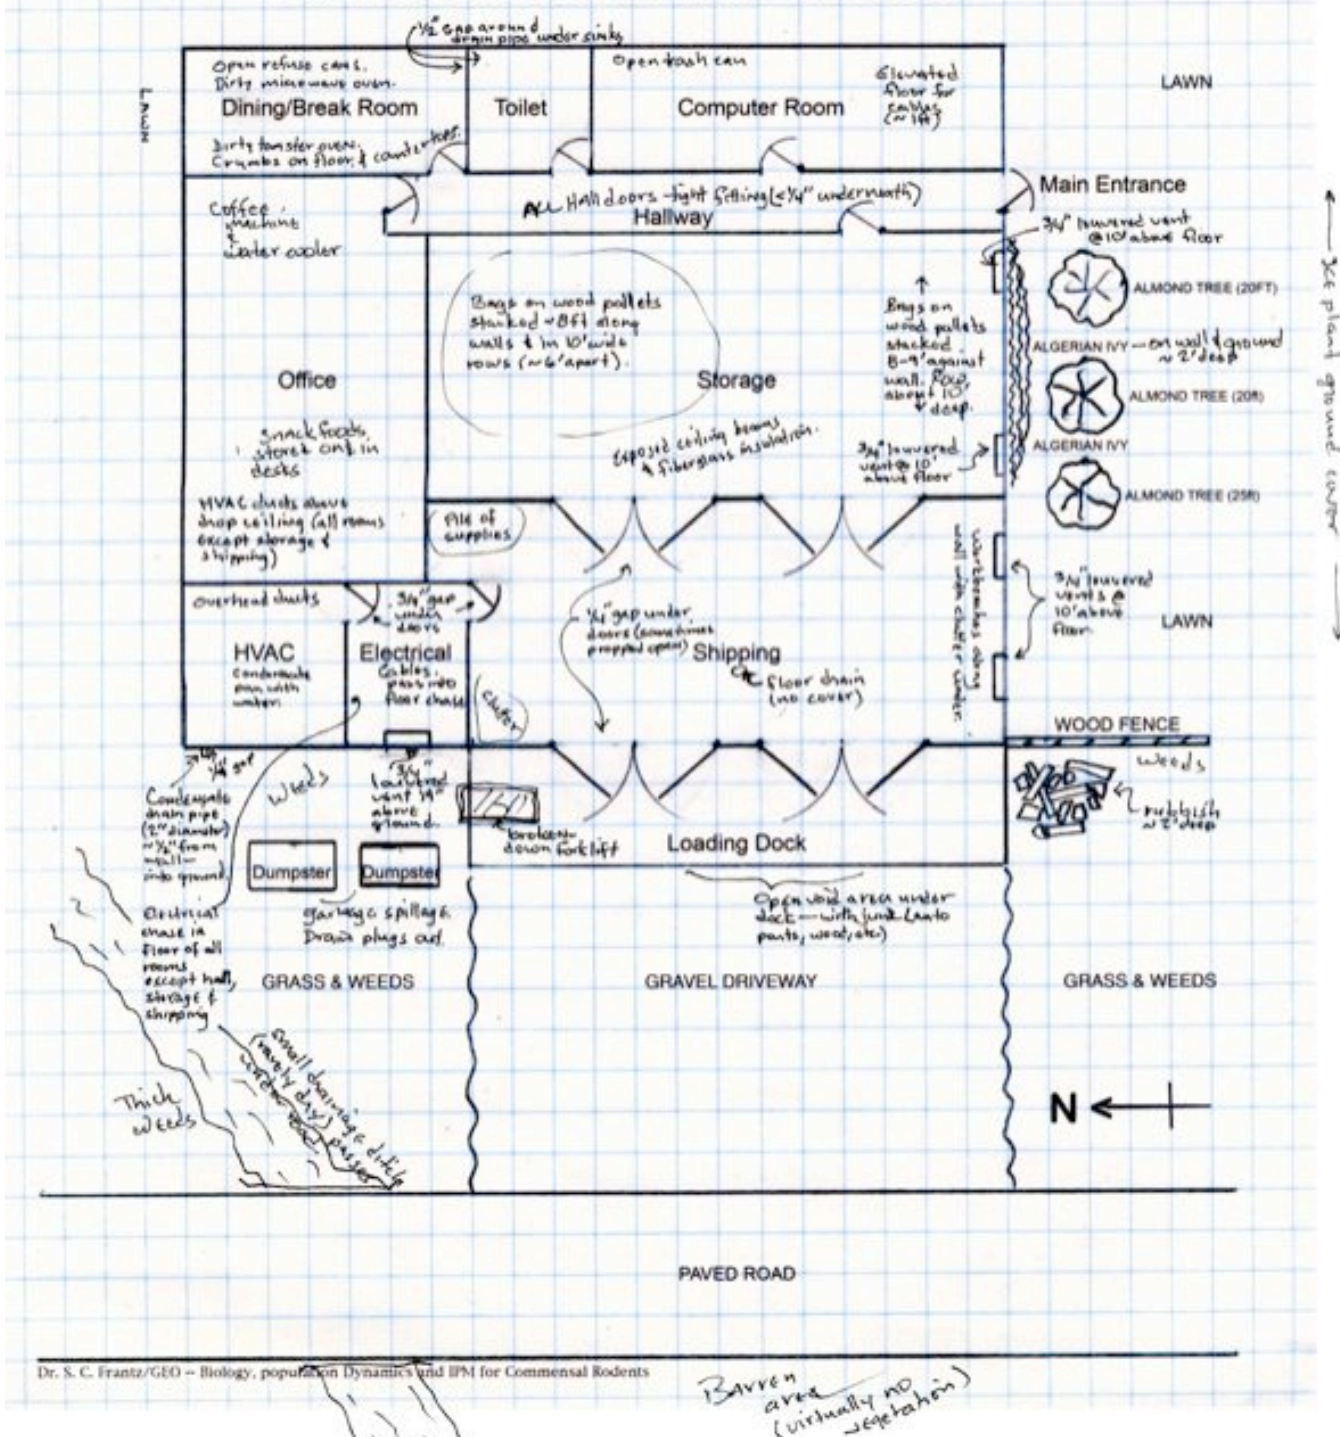 1/2" gap around
drain pipe under sinks
Open refuse cans.
Dirty microwave oven.
Dining/Break Room
Dirty toaster oven.
Crumbs on floor & countertops.
Toilet
Open trash can
Computer Room
Elevated
floor for
cables
(~1ft)
LAWN
LAWN
All Hall doors - tight fitting (<1/4" underneath)
Hallway
Main Entrance
3/4" louvered vent
@ 10' above floor
Coffee
machine
&
water cooler
Office
snack foods
stored on & in
desks
HVAC ducts above
drop ceiling (all rooms
except storage &
shipping)
Bags on wood pallets
stacked ~8ft along
walls & in 10' wide
rows (~6' apart).
Storage
Exposed ceiling beams
& fiberglass insulation.
Bags on
wood pallets
stacked
8-9' against
wall. Row
about 10'
deep.
3/4" louvered
vent @ 10'
above floor
ALMOND TREE (20FT)
ALGERIAN IVY — on wall & ground
~ 2' deep
ALMOND TREE (20ft)
ALGERIAN IVY
ALMOND TREE (25ft)
Ice plant ground cover
Pile of
supplies
overhead ducts
HVAC
Condensate
pan with
water.
3/4" gap
under
doors
Electrical
Cables
pass into
floor chase
clutter
1/4" gap under
doors (sometimes
propped open)
Shipping
floor drain
(no cover)
workbenches along
wall with clutter under.
3/4" louvered
vents @
10' above
floor.
LAWN
WOOD FENCE
weeds
rubbish
~ 2' deep
1/4" gap
Condensate
drain pipe
(2" diameter)
~1/2" from
wall—
into ground.
Weeds
3/4"
louvered
vent 14"
above
ground.
broken
down forklift
Loading Dock
Dumpster
Dumpster
garbage spillage.
Drain plugs out.
Open void area under
dock — with junk (auto
parts, wood, etc.)
Electrical
chase in
floor of all
rooms
except hall,
storage &
shipping
GRASS & WEEDS
GRAVEL DRIVEWAY
GRASS & WEEDS
Small drainage ditch
(rarely dry) passes
under road
Thick
weeds
N
PAVED ROAD
Dr. S. C. Frantz/GEO -- Biology, population Dynamics and IPM for Commensal Rodents
Barren
area
(virtually no
vegetation)